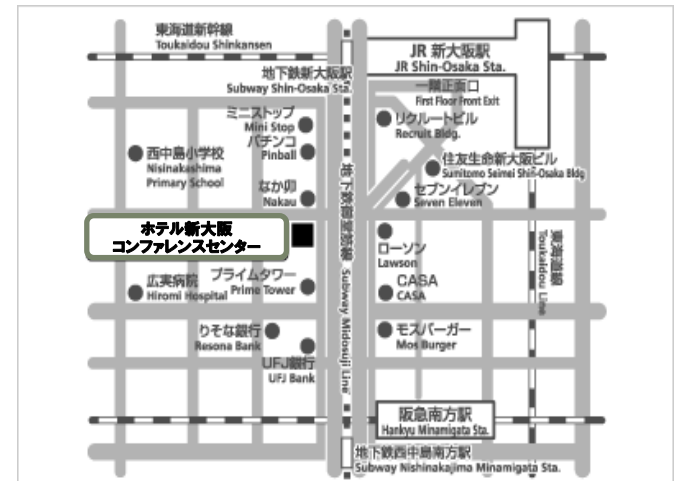 東海道新幹線
Toukaidou Shinkansen
JR 新大阪駅
JR Shin-Osaka Sta.
地下鉄新大阪駅
Subway Shin-Osaka Sta.
一階正面口
First Floor Front Exit
ミニストップ
Mini Stop
リクルートビル
Recruit Bldg.
パチンコ
Pinball
西中島小学校
Nisinakashima
Primary School
住友生命新大阪ビル
Sumitomo Seimei Shin-Osaka Bldg
なか卯
Nakau
セブンイレブン
Seven Eleven
地下鉄御堂筋線 Subway Midosuji Line
ホテル新大阪
コンファレンスセンター
ローソン
Lawson
東海道線
Toukaidou Line
広実病院
Hiromi Hospital
プライムタワー
Prime Tower
CASA
CASA
りそな銀行
Resona Bank
モスバーガー
Mos Burger
UFJ銀行
UFJ Bank
阪急南方駅
Hankyu Minamigata Sta.
地下鉄西中島南方駅
Subway Nishinakajima Minamigata Sta.